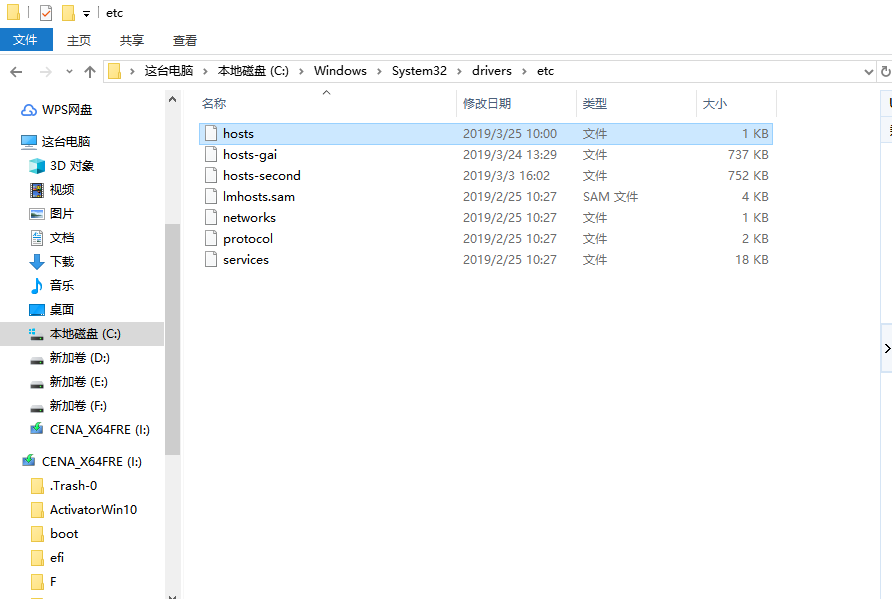 etc
文件 主页 共享 查看
这台电脑 › 本地磁盘 (C:) › Windows › System32 › drivers › etc
名称 修改日期 类型 大小
hosts 2019/3/25 10:00 文件 1 KB
hosts-gai 2019/3/24 13:29 文件 737 KB
hosts-second 2019/3/3 16:02 文件 752 KB
lmhosts.sam 2019/2/25 10:27 SAM 文件 4 KB
networks 2019/2/25 10:27 文件 1 KB
protocol 2019/2/25 10:27 文件 2 KB
services 2019/2/25 10:27 文件 18 KB
WPS网盘
这台电脑
3D 对象
视频
图片
文档
下载
音乐
桌面
本地磁盘 (C:)
新加卷 (D:)
新加卷 (E:)
新加卷 (F:)
CENA_X64FRE (I:)
CENA_X64FRE (I:)
.Trash-0
ActivatorWin10
boot
efi
F